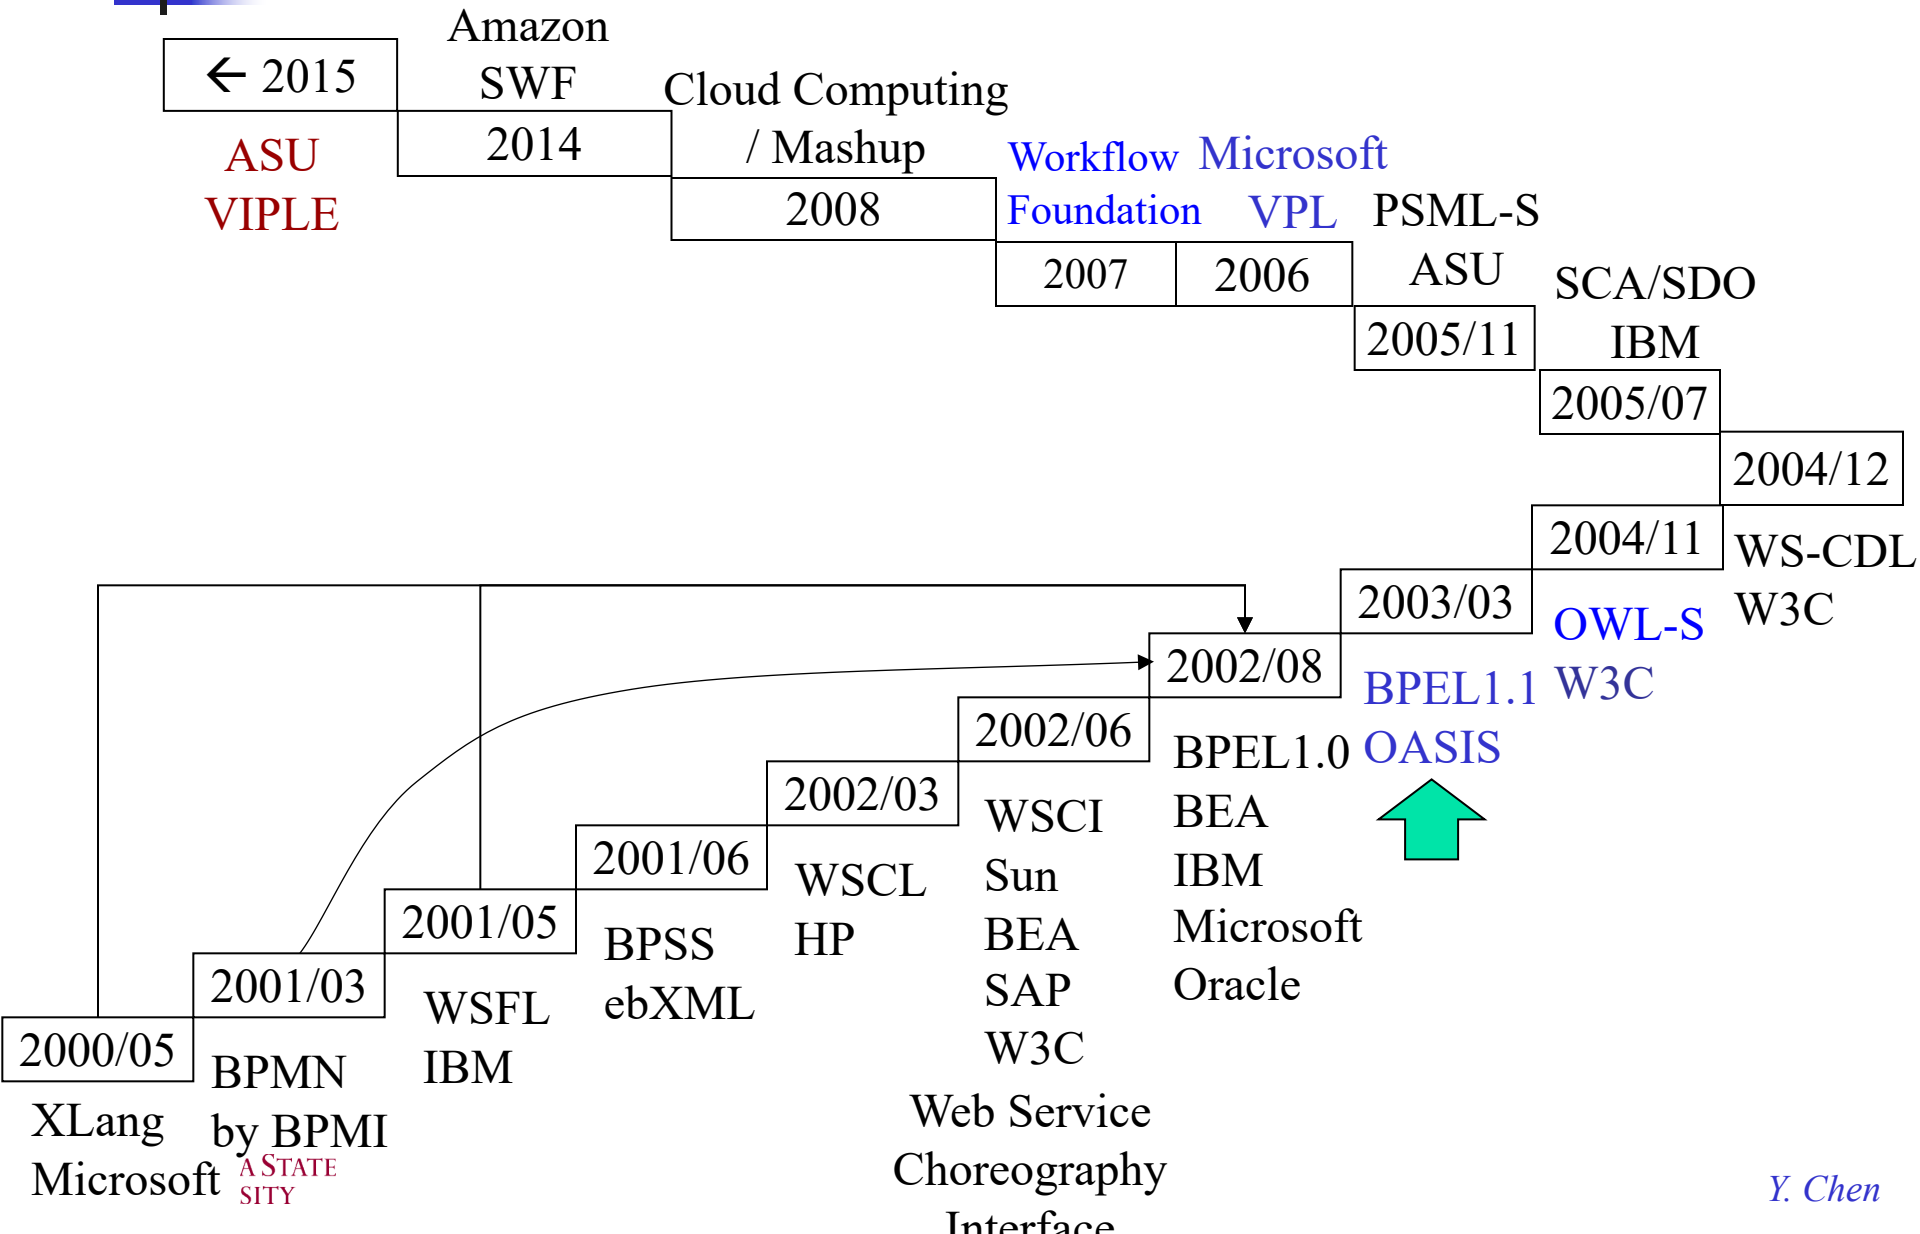 ← 2015
ASU
VIPLE
Amazon
SWF
2014
Cloud Computing
/ Mashup
2008
Workflow
Foundation
2007
Microsoft
VPL
2006
PSML-S
ASU
2005/11
SCA/SDO
IBM
2005/07
2004/12
WS-CDL
W3C
2004/11
OWL-S
W3C
2003/03
BPEL1.1
OASIS
2002/08
BPEL1.0
BEA
IBM
Microsoft
Oracle
2002/06
WSCI
Sun
BEA
SAP
W3C
Web Service
Choreography
Interface
2002/03
WSCL
HP
2001/06
BPSS
ebXML
2001/05
WSFL
IBM
2001/03
BPMN
by BPMI
2000/05
XLang
Microsoft
A STATE
SITY
Y. Chen